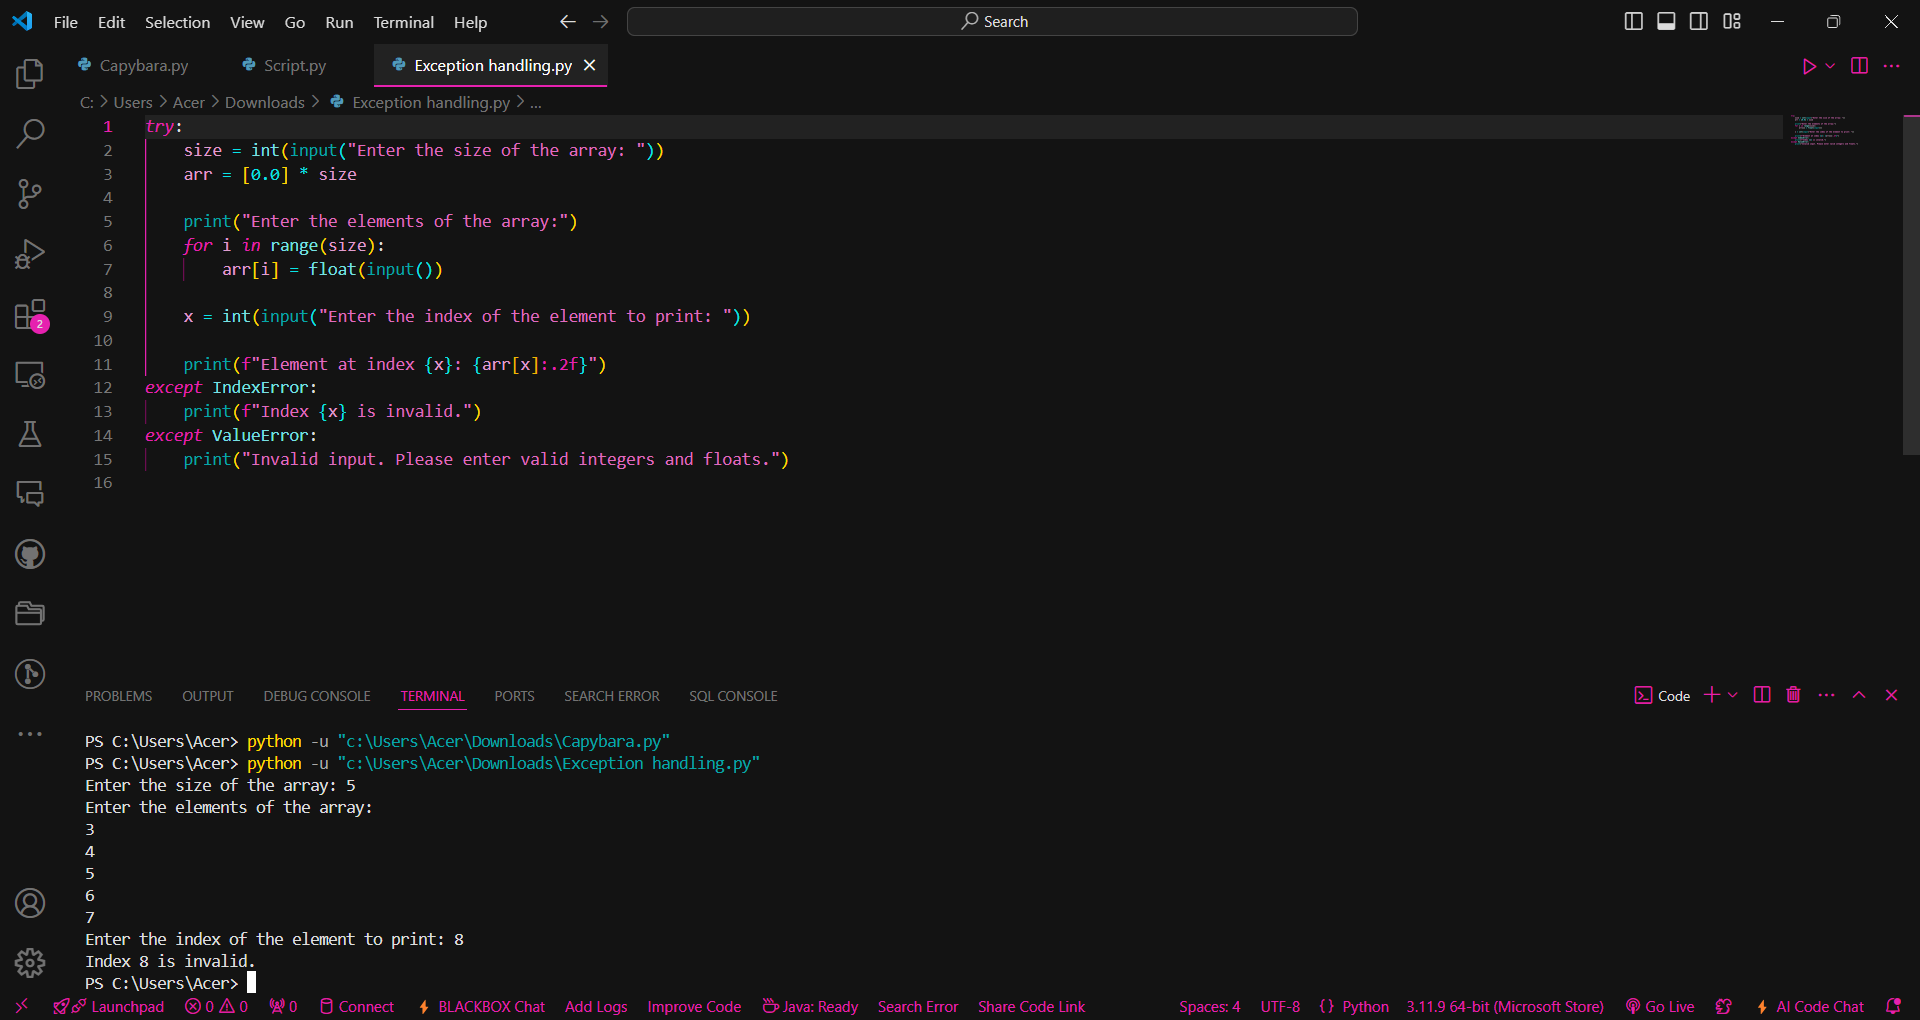 File Edit Selection View Go Run Terminal Help Search
Capybara.py Script.py Exception handling.py
C: > Users > Acer > Downloads > Exception handling.py > ...
1 try:
2     size = int(input("Enter the size of the array: "))
3     arr = [0.0] * size
4
5     print("Enter the elements of the array:")
6     for i in range(size):
7         arr[i] = float(input())
8
9     x = int(input("Enter the index of the element to print: "))
10
11     print(f"Element at index {x}: {arr[x]:.2f}")
12 except IndexError:
13     print(f"Index {x} is invalid.")
14 except ValueError:
15     print("Invalid input. Please enter valid integers and floats.")
16
2
PROBLEMS OUTPUT DEBUG CONSOLE TERMINAL PORTS SEARCH ERROR SQL CONSOLE Code
PS C:\Users\Acer> python -u "c:\Users\Acer\Downloads\Capybara.py"
PS C:\Users\Acer> python -u "c:\Users\Acer\Downloads\Exception handling.py"
Enter the size of the array: 5
Enter the elements of the array:
3
4
5
6
7
Enter the index of the element to print: 8
Index 8 is invalid.
PS C:\Users\Acer>
Launchpad 0 0 0 Connect BLACKBOX Chat Add Logs Improve Code Java: Ready Search Error Share Code Link Spaces: 4 UTF-8 {} Python 3.11.9 64-bit (Microsoft Store) Go Live AI Code Chat